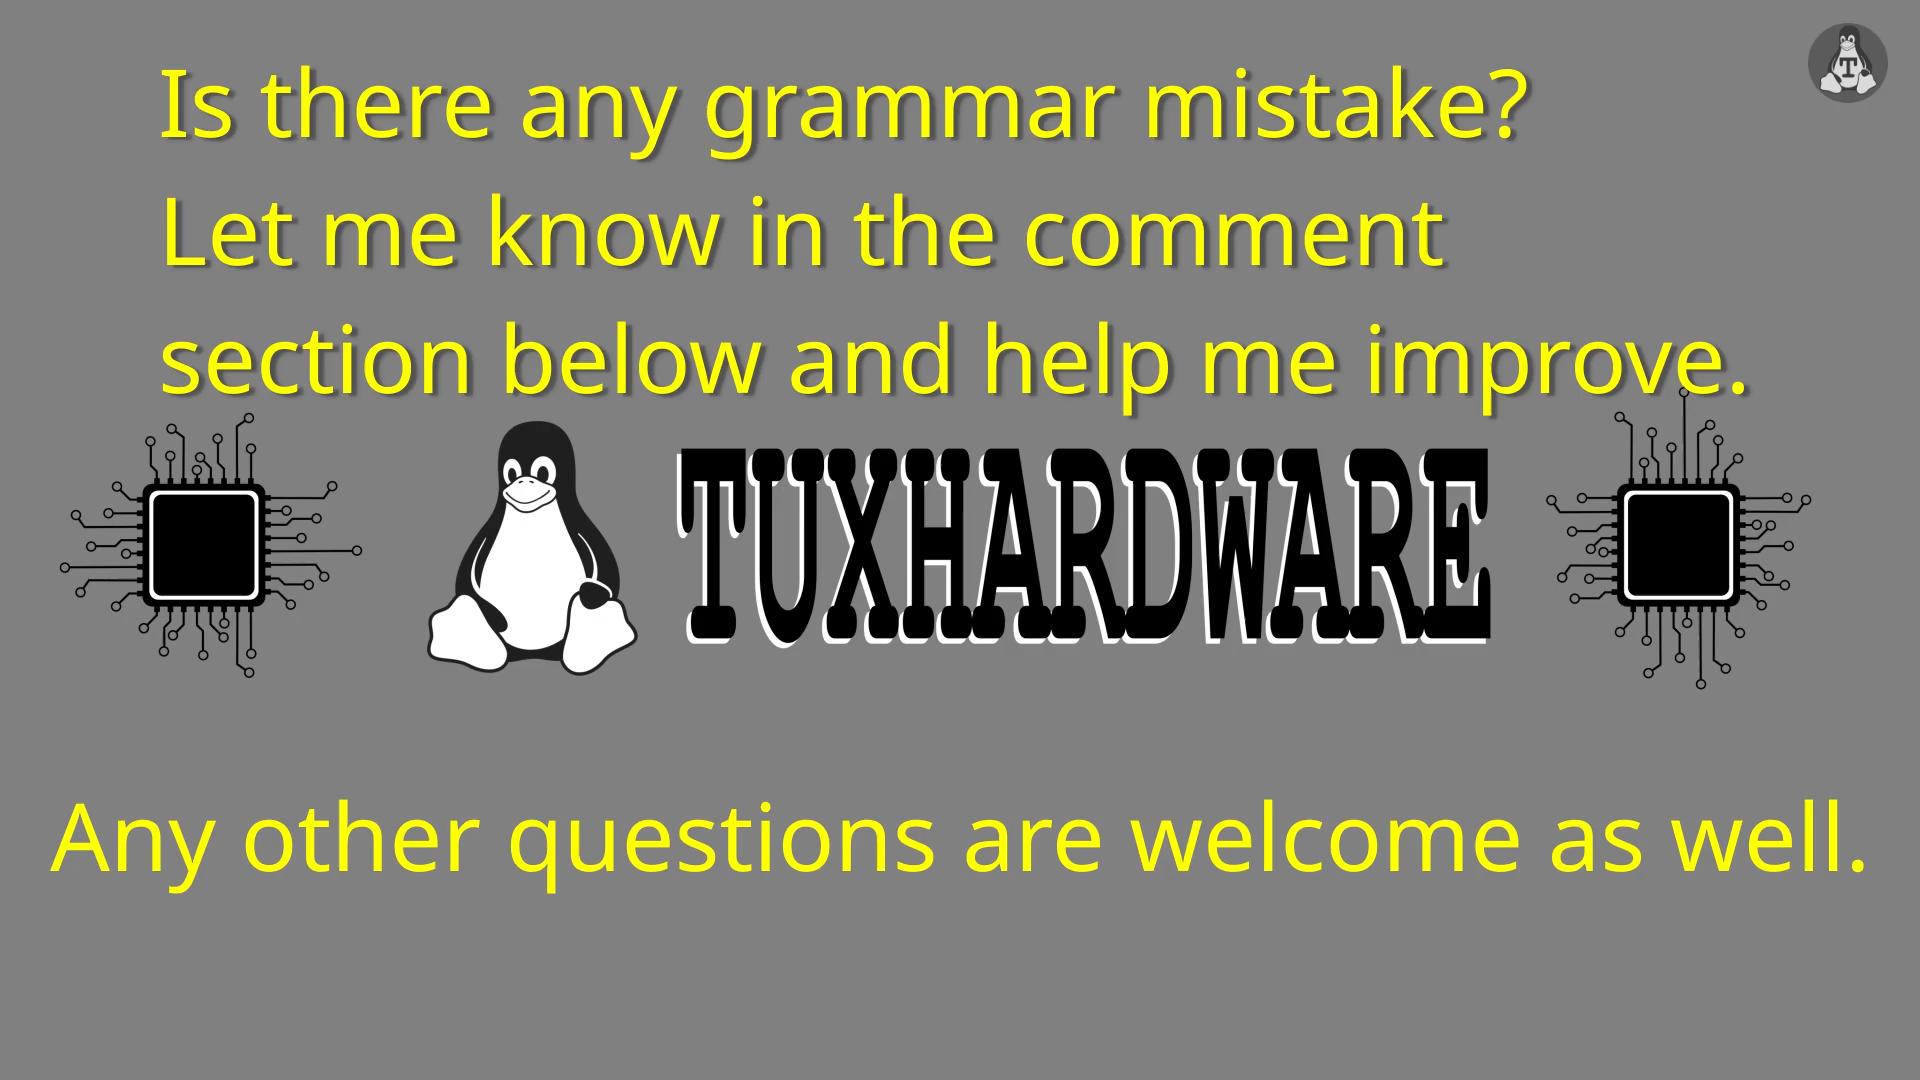 Is there any grammar mistake?
Let me know in the comment
section below and help me improve.
TUXHARDWARE
Any other questions are welcome as well.
T